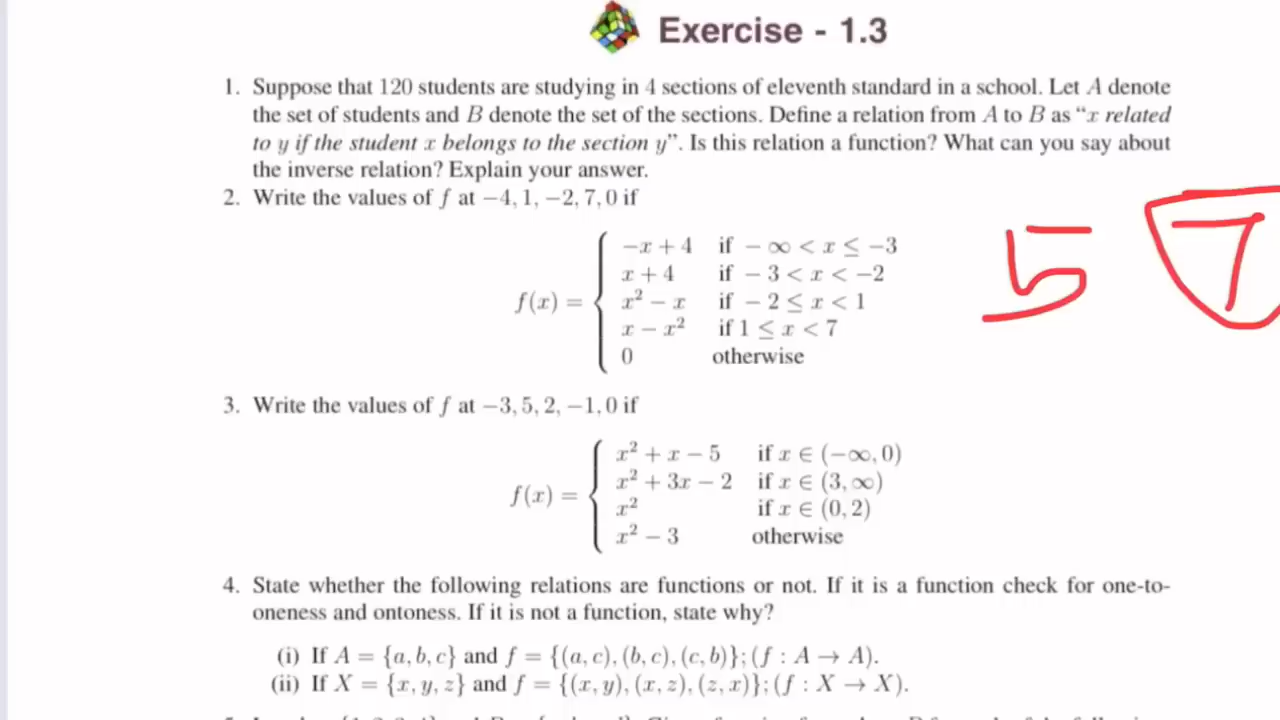 Exercise - 1.3
1. Suppose that 120 students are studying in 4 sections of eleventh standard in a school. Let A denote
the set of students and B denote the set of the sections. Define a relation from A to B as “x related
to y if the student x belongs to the section y”. Is this relation a function? What can you say about
the inverse relation? Explain your answer.
2. Write the values of f at −4, 1, −2, 7, 0 if
−x + 4 if − ∞ < x ≤ −3
x + 4 if − 3 < x < −2
f(x) = { x² − x if − 2 ≤ x < 1
x − x² if 1 ≤ x < 7
0 otherwise
5 7
3. Write the values of f at −3, 5, 2, −1, 0 if
x² + x − 5 if x ∈ (−∞, 0)
x² + 3x − 2 if x ∈ (3, ∞)
f(x) = { x² if x ∈ (0, 2)
x² − 3 otherwise
4. State whether the following relations are functions or not. If it is a function check for one-to-
oneness and ontoness. If it is not a function, state why?
(i) If A = {a, b, c} and f = {(a, c), (b, c), (c, b)}; (f : A → A).
(ii) If X = {x, y, z} and f = {(x, y), (x, z), (z, x)}; (f : X → X).